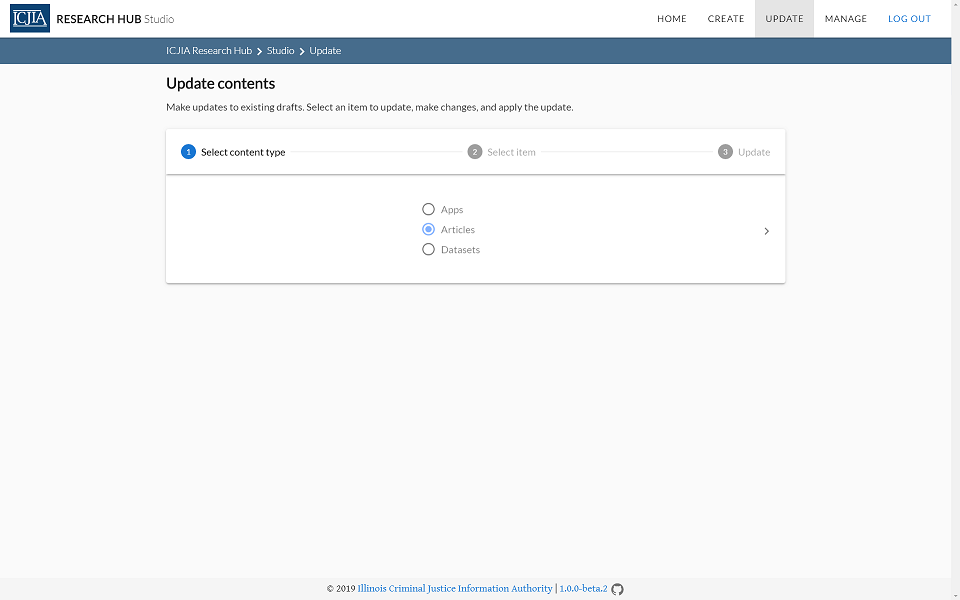 ICJIA RESEARCH HUB Studio HOME CREATE UPDATE MANAGE LOG OUT
ICJIA Research Hub Studio Update
Update contents
Make updates to existing drafts. Select an item to update, make changes, and apply the update.
1 Select content type 2 Select item 3 Update
Apps
Articles
Datasets
© 2019 Illinois Criminal Justice Information Authority | 1.0.0-beta.2